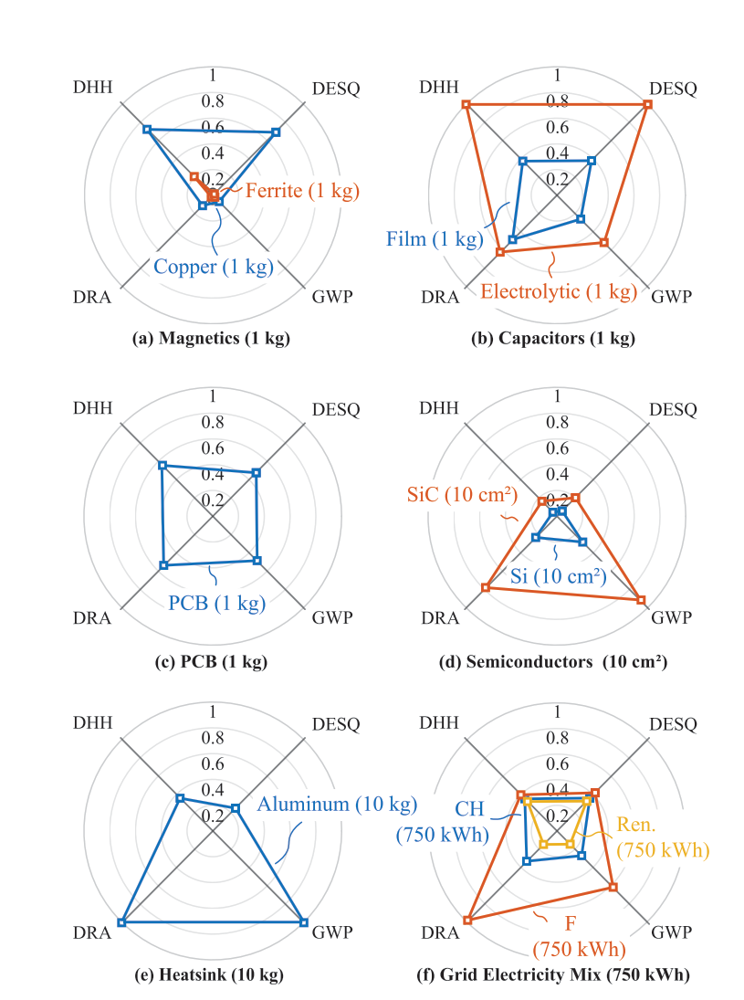 1
DHH
DESQ
0.8
0.6
0.4
0.2
Ferrite (1 kg)
Copper (1 kg)
DRA
GWP
(a) Magnetics (1 kg)
1
DHH
DESQ
0.8
0.6
0.4
0.2
Film (1 kg)
Electrolytic (1 kg)
DRA
GWP
(b) Capacitors (1 kg)
1
DHH
DESQ
0.8
0.6
0.4
0.2
PCB (1 kg)
DRA
GWP
(c) PCB (1 kg)
1
DHH
DESQ
0.8
0.6
0.4
0.2
SiC (10 cm²)
Si (10 cm²)
DRA
GWP
(d) Semiconductors (10 cm²)
1
DHH
DESQ
0.8
0.6
0.4
0.2
Aluminum (10 kg)
DRA
GWP
(e) Heatsink (10 kg)
1
DHH
DESQ
0.8
0.6
0.4
0.2
CH
(750 kWh)
Ren.
(750 kWh)
F
(750 kWh)
DRA
GWP
(f) Grid Electricity Mix (750 kWh)